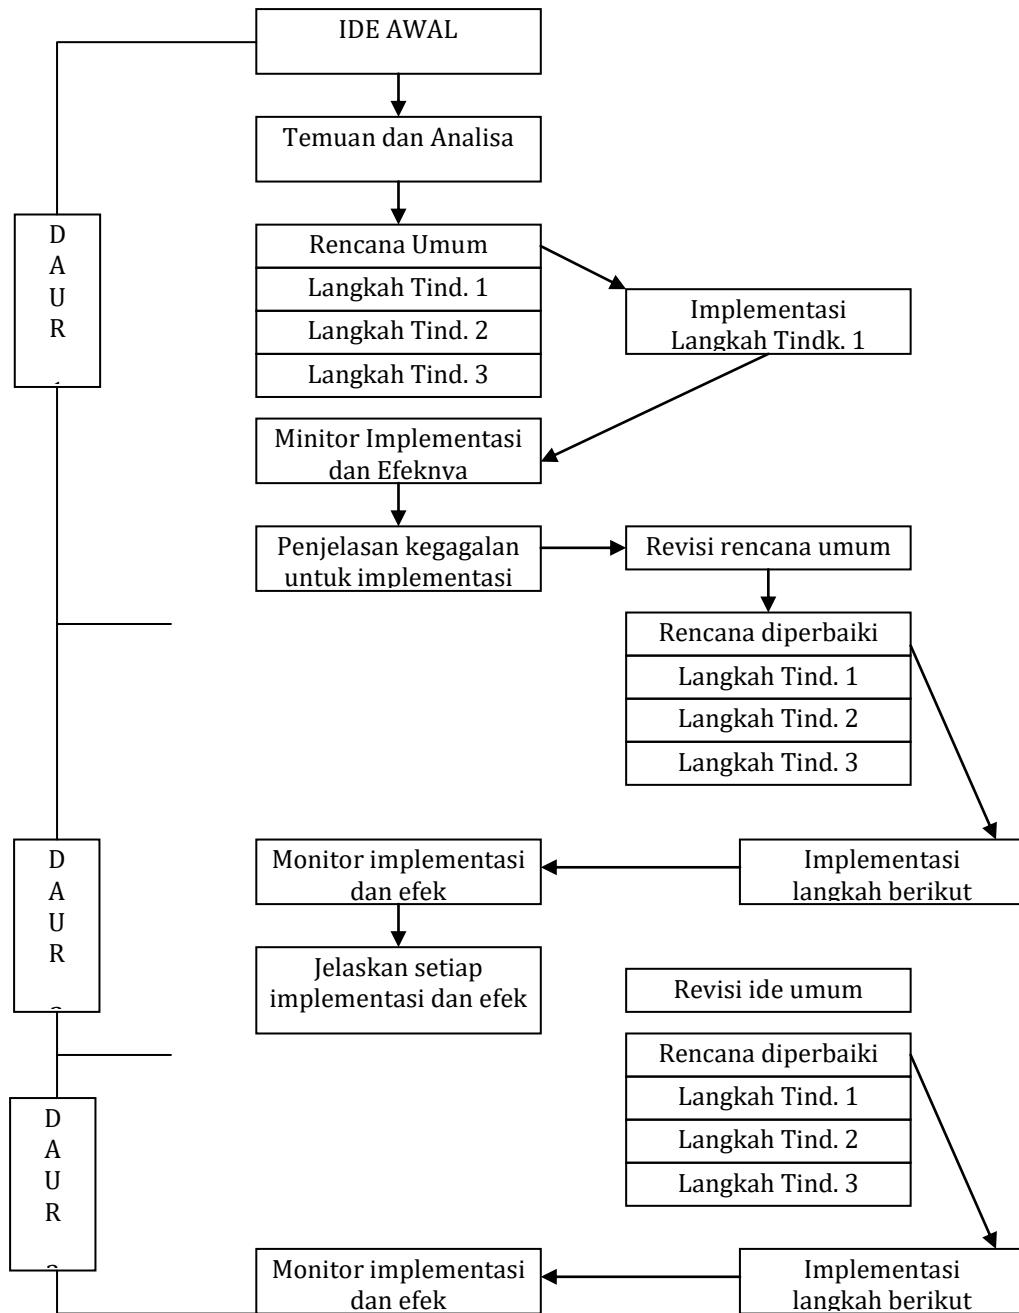 IDE AWAL
Temuan dan Analisa
D
A
U
R
Rencana Umum
Langkah Tind. 1
Langkah Tind. 2
Langkah Tind. 3
Implementasi
Langkah Tindk. 1
Minitor Implementasi
dan Efeknya
Penjelasan kegagalan
untuk implementasi
Revisi rencana umum
Rencana diperbaiki
Langkah Tind. 1
Langkah Tind. 2
Langkah Tind. 3
D
A
U
R
Monitor implementasi
dan efek
Implementasi
langkah berikut
Jelaskan setiap
implementasi dan efek
Revisi ide umum
Rencana diperbaiki
Langkah Tind. 1
Langkah Tind. 2
Langkah Tind. 3
D
A
U
R
Monitor implementasi
dan efek
Implementasi
langkah berikut